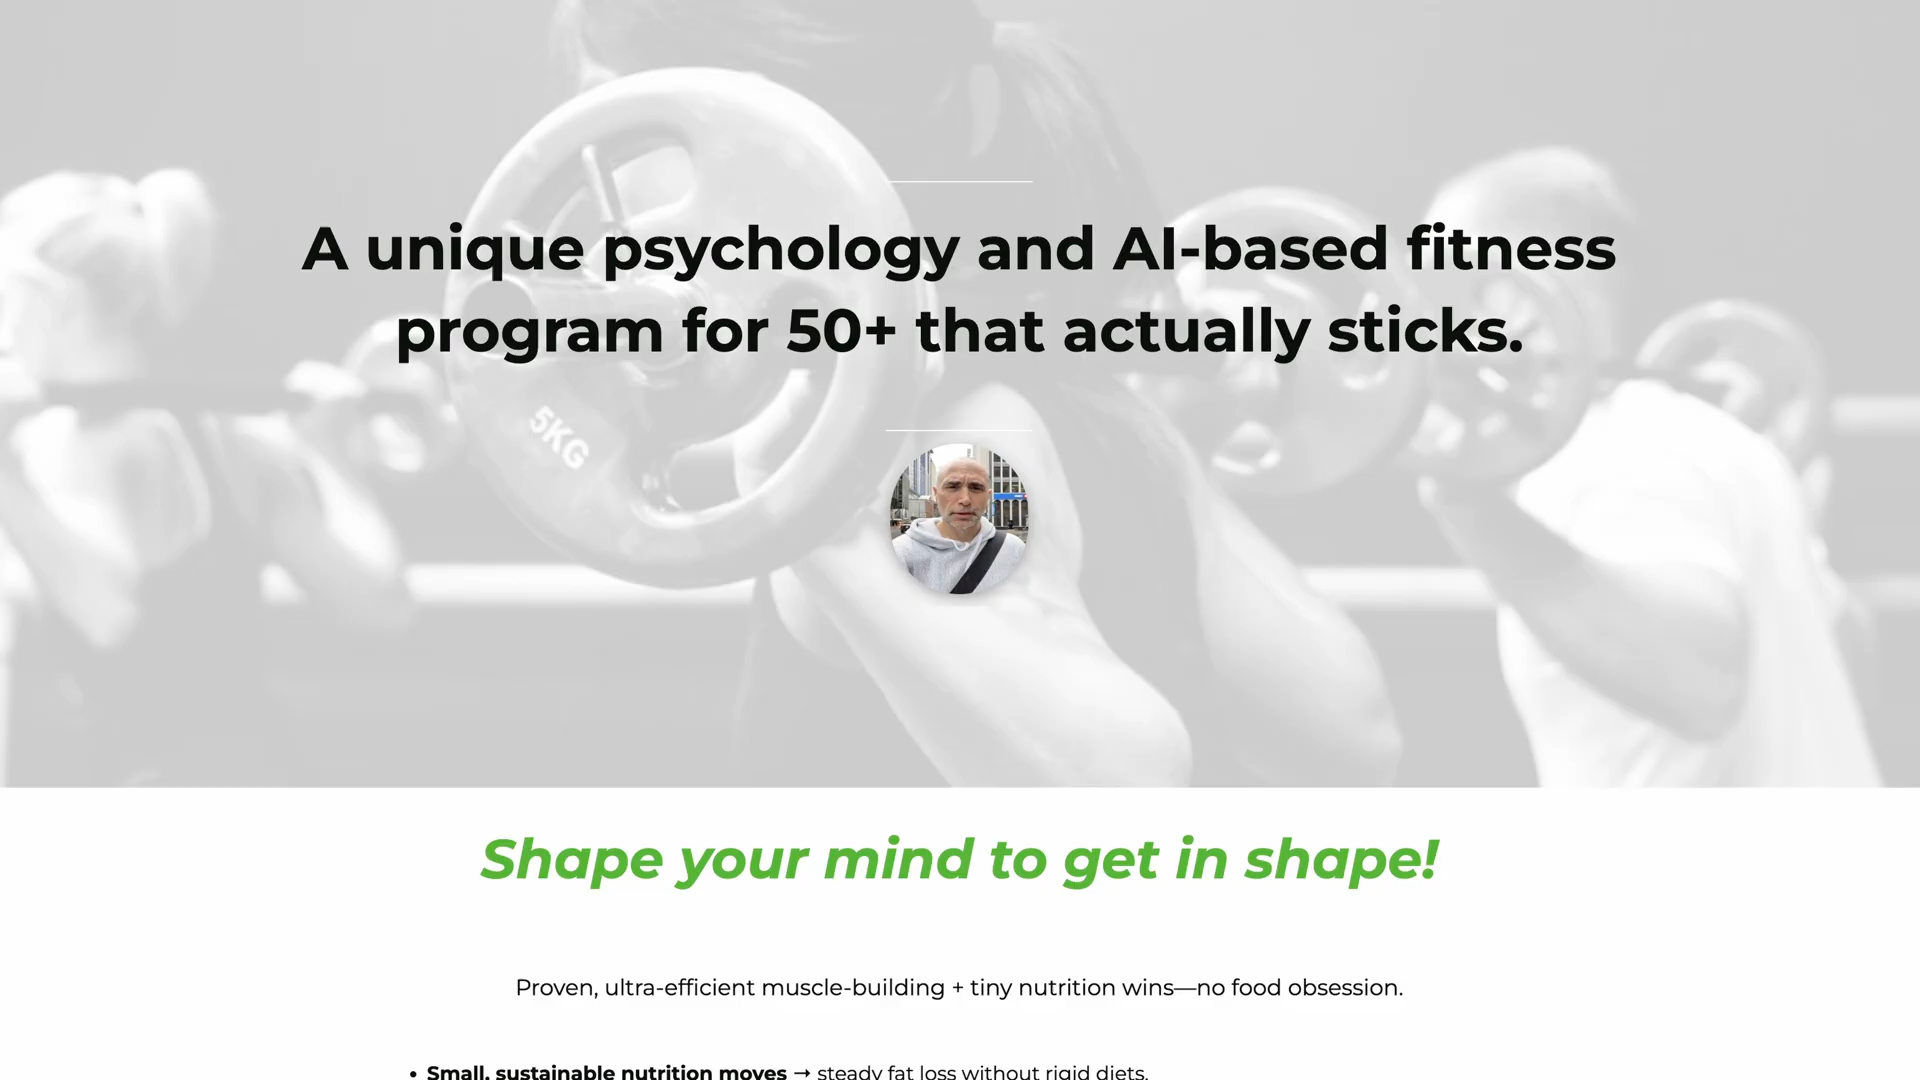 A unique psychology and AI-based fitness
program for 50+ that actually sticks.
5KG
Shape your mind to get in shape!
Proven, ultra-efficient muscle-building + tiny nutrition wins—no food obsession.
• Small, sustainable nutrition moves → steady fat loss without rigid diets.